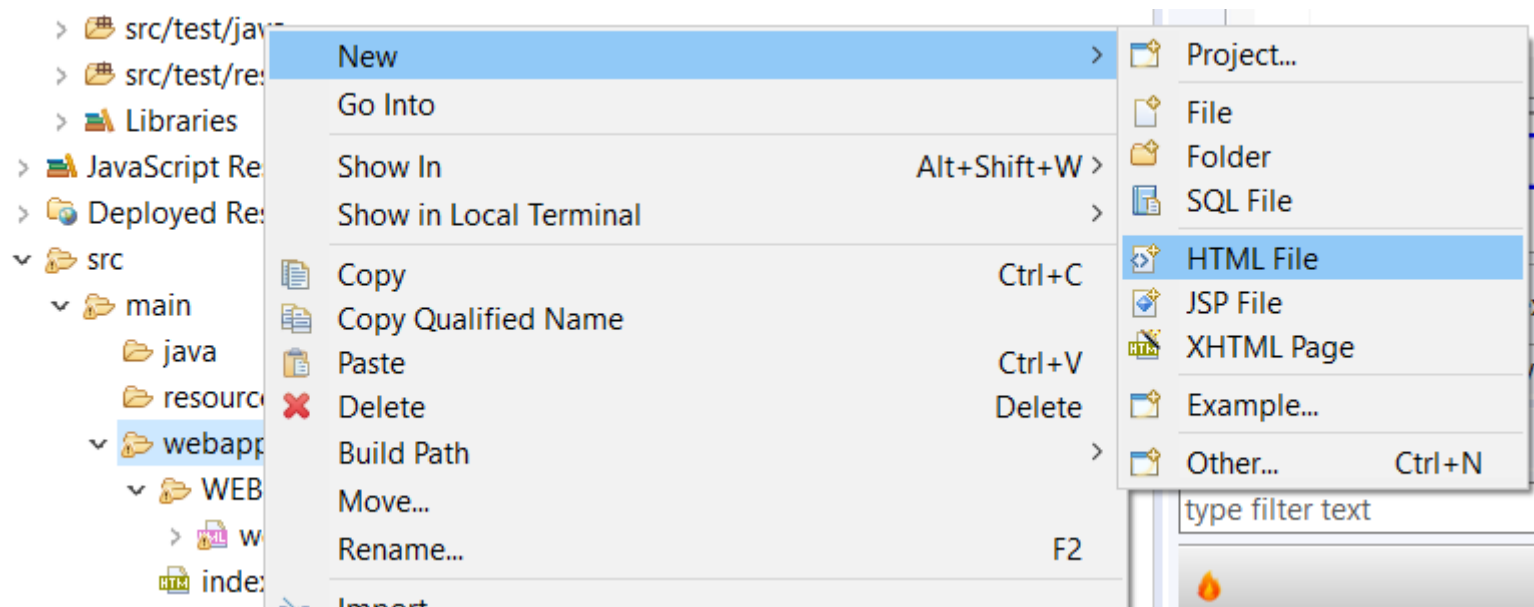 src/test/java
src/test/res
Libraries
JavaScript Re
Deployed Re
src
main
java
resourc
webapp
WEB
w
index
New
Go Into
Show In Alt+Shift+W
Show in Local Terminal
Copy Ctrl+C
Copy Qualified Name
Paste Ctrl+V
Delete Delete
Build Path
Move...
Rename... F2
Import
Project...
File
Folder
SQL File
HTML File
JSP File
XHTML Page
Example...
Other... Ctrl+N
type filter text